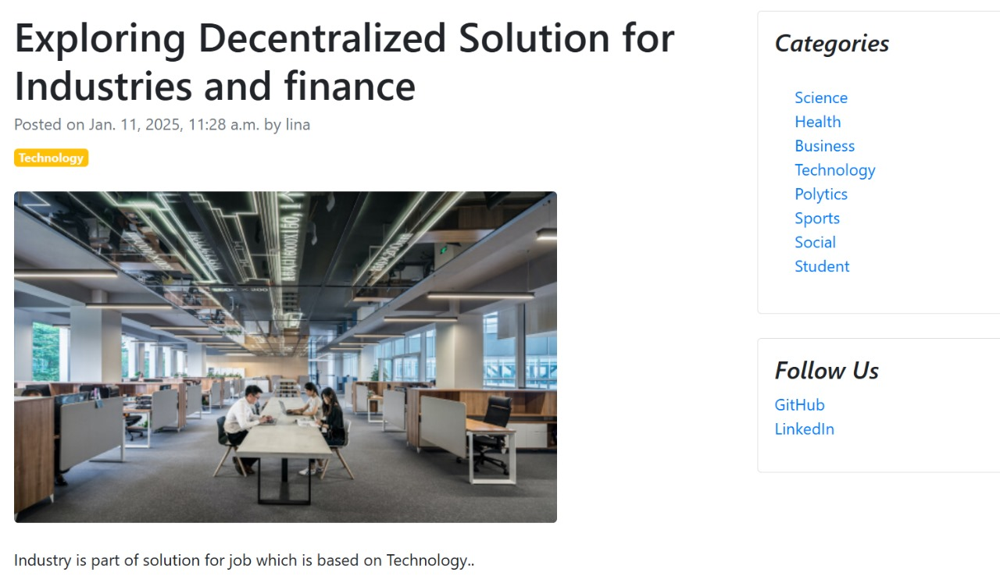 Exploring Decentralized Solution for
Industries and finance
Posted on Jan. 11, 2025, 11:28 a.m. by lina
Technology
Industry is part of solution for job which is based on Technology..
Categories
Science
Health
Business
Technology
Polytics
Sports
Social
Student
Follow Us
GitHub
LinkedIn